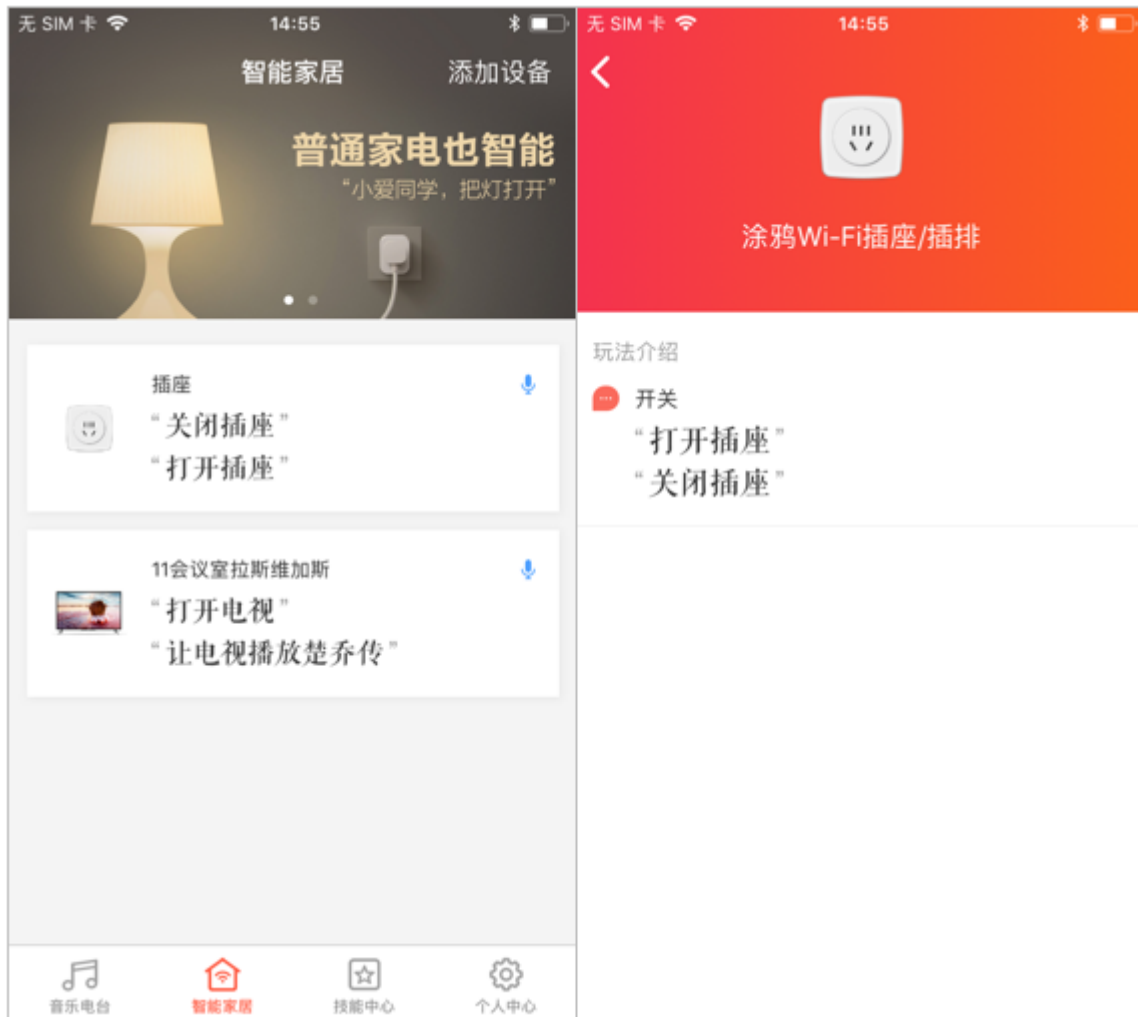 无 SIM 卡
14:55
智能家居
添加设备
普通家电也智能
“小爱同学，把灯打开”
插座
“关闭插座”
“打开插座”
11会议室拉斯维加斯
“打开电视”
“让电视播放楚乔传”
音乐电台
智能家居
技能中心
个人中心
无 SIM 卡
14:55
涂鸦Wi-Fi插座/插排
玩法介绍
开关
“打开插座”
“关闭插座”